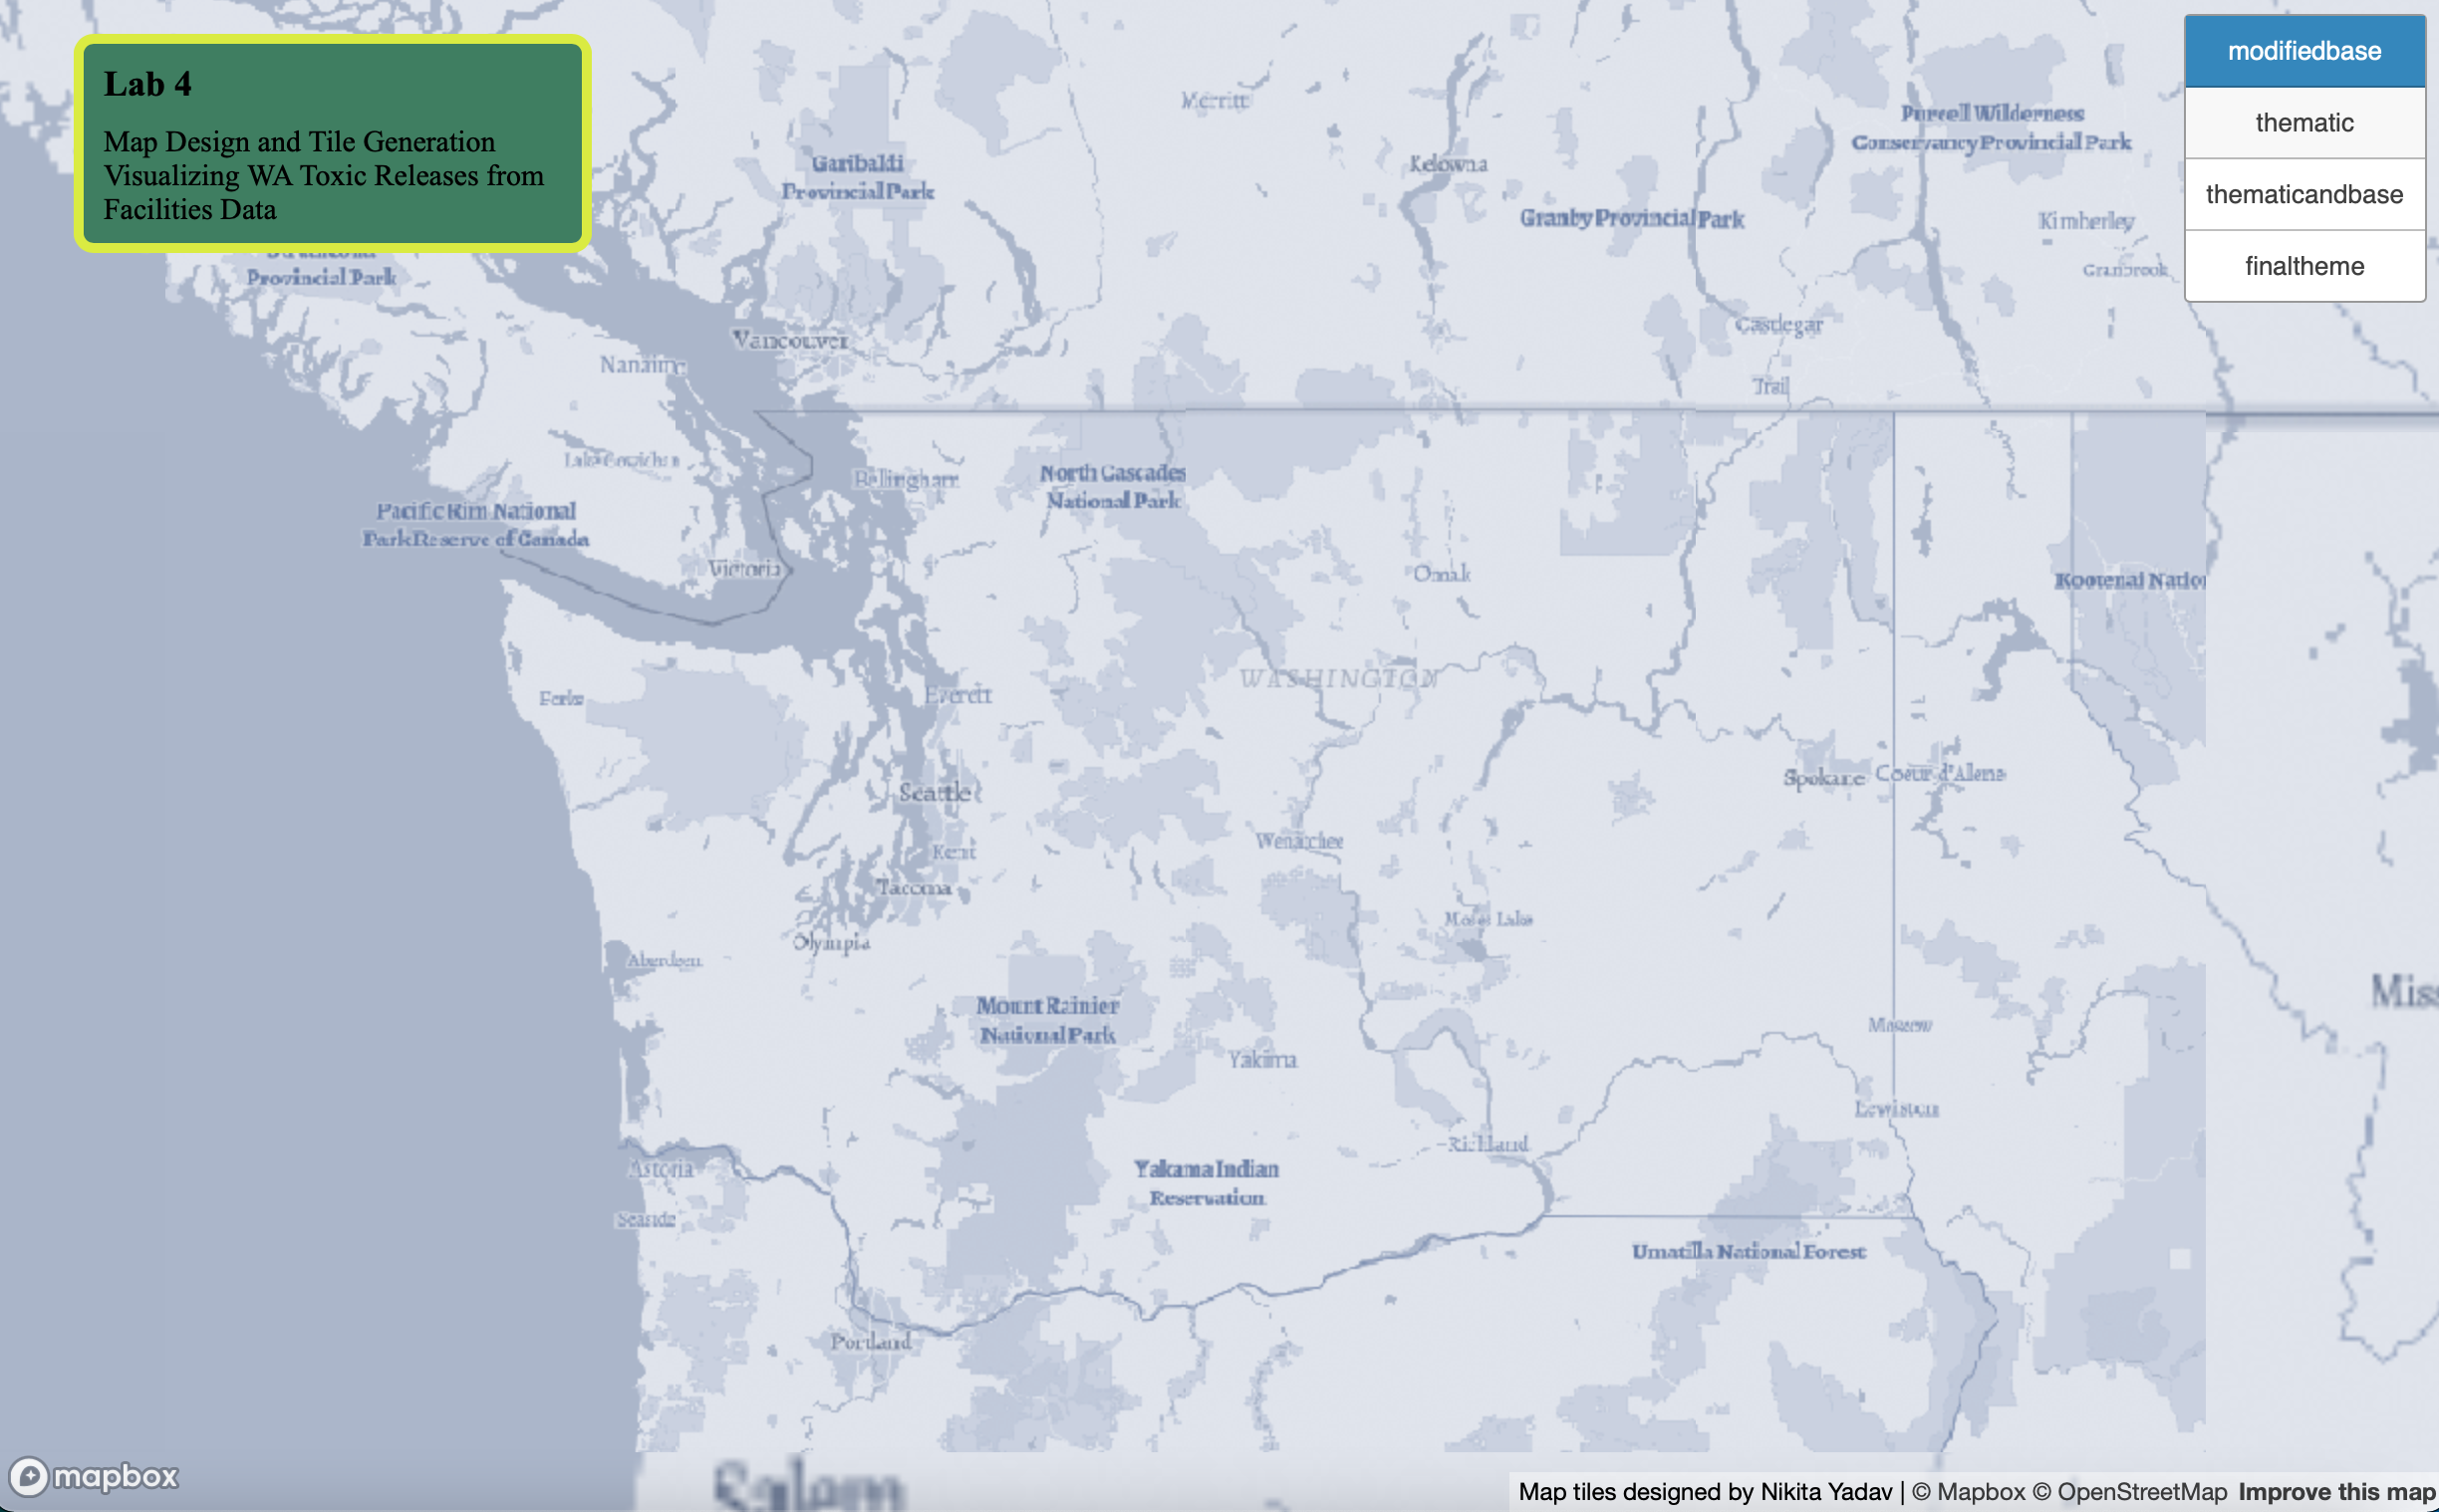 Lab 4
Map Design and Tile Generation
Visualizing WA Toxic Releases from
Facilities Data
modifiedbase
thematic
thematicandbase
finaltheme
Merritt
Purcell Wilderness
Conservancy Provincial Park
Garibaldi
Provincial Park
Kelowna
Granby Provincial Park
Kimherley
Cranbrook
Provincial Park
Castlegar
Vancouver
Nanaimo
Trail
Lake Cowichan
Bellingham
North Cascades
National Park
Pacific Rim National
Park Reserve of Canada
Victoria
Omak
Kootenai Natio
WASHINGTON
Forks
Everett
Seattle
Spokane
Coeur d'Alene
Wenatchee
Kent
Tacoma
Moses Lake
Olympia
Aberdeen
Miss
Mount Rainier
National Park
Moscow
Yakima
Lewiston
Richland
Astoria
Yakama Indian
Reservation
Seaside
Umatilla National Forest
Portland
Salem
mapbox
Map tiles designed by Nikita Yadav | © Mapbox © OpenStreetMap Improve this map